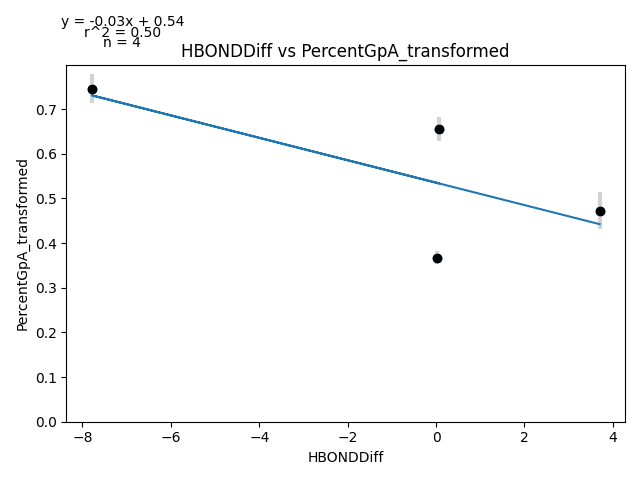 y = -0.03x + 0.54
r^2 = 0.50
n = 4
HBONDDiff vs PercentGpA_transformed
0.7
0.6
0.5
0.4
0.3
0.2
0.1
0.0
PercentGpA_transformed
−8
−6
−4
−2
0
2
4
HBONDDiff